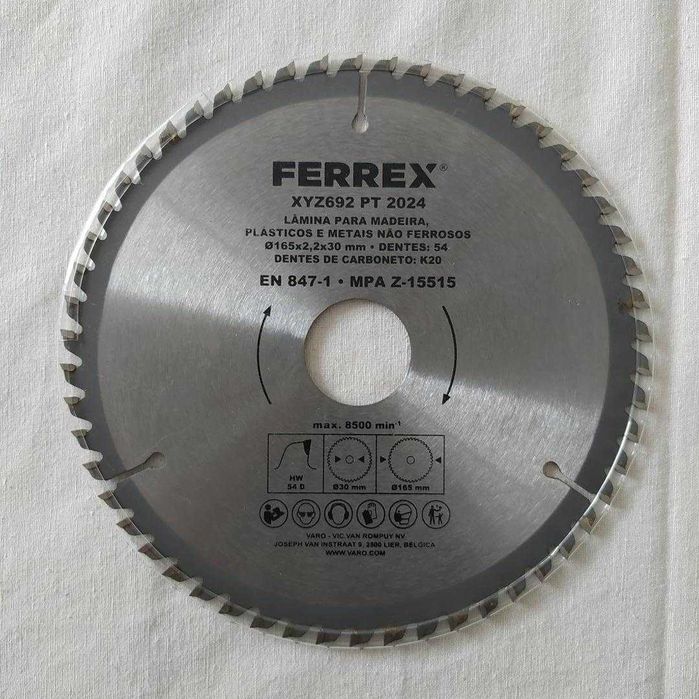 FERREX®
XYZ692 PT 2024
LÂMINA PARA MADEIRA,
PLÁSTICOS E METAIS NÃO FERROSOS
Ø165x2,2x30 mm • DENTES: 54
DENTES DE CARBONETO: K20
EN 847-1 • MPA Z-15515
max. 8500 min⁻¹
HW
54 D
Ø30 mm
Ø165 mm
VARO - VIC.VAN ROMPUY NV
JOSEPH VAN INSTRAAT 9, 2500 LIER, BELGICA
WWW.VARO.COM